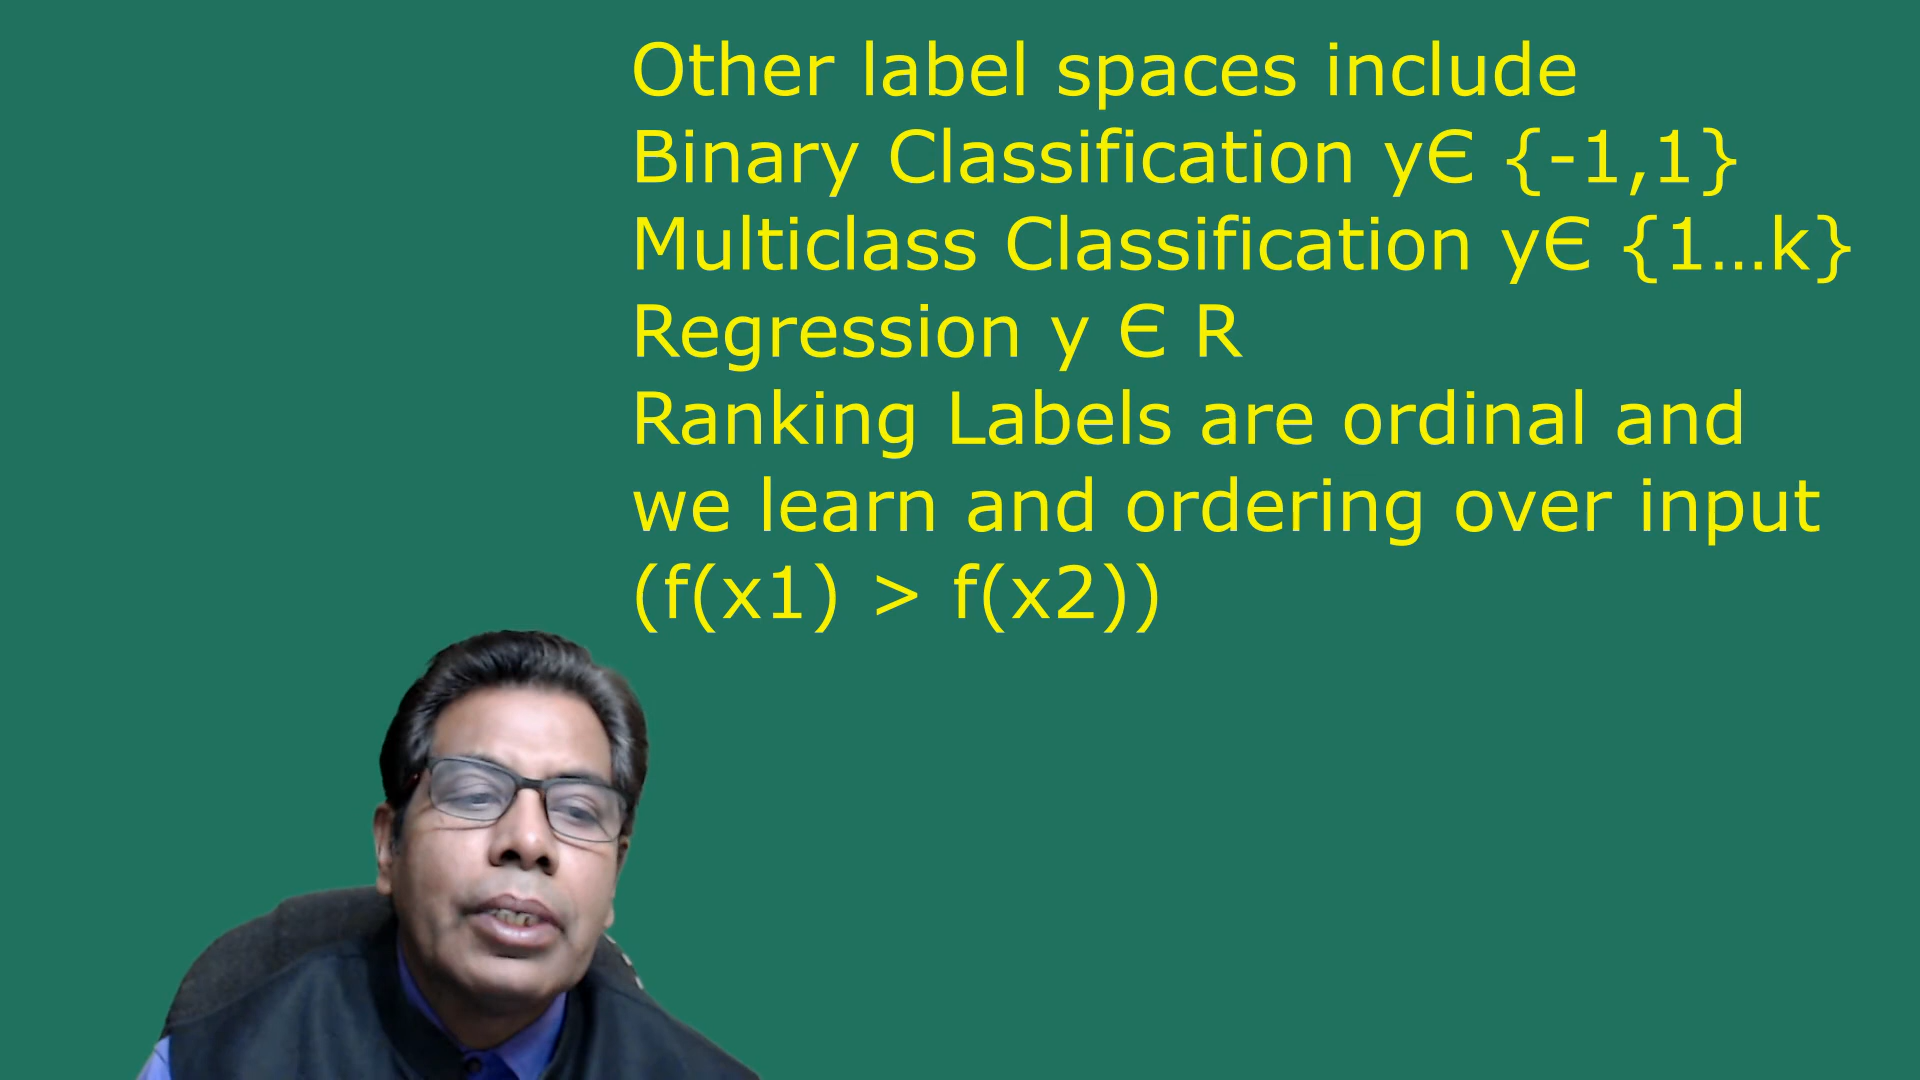 Other label spaces include
Binary Classification yЄ {-1,1}
Multiclass Classification yЄ {1…k}
Regression y Є R
Ranking Labels are ordinal and
we learn and ordering over input
(f(x1) > f(x2))